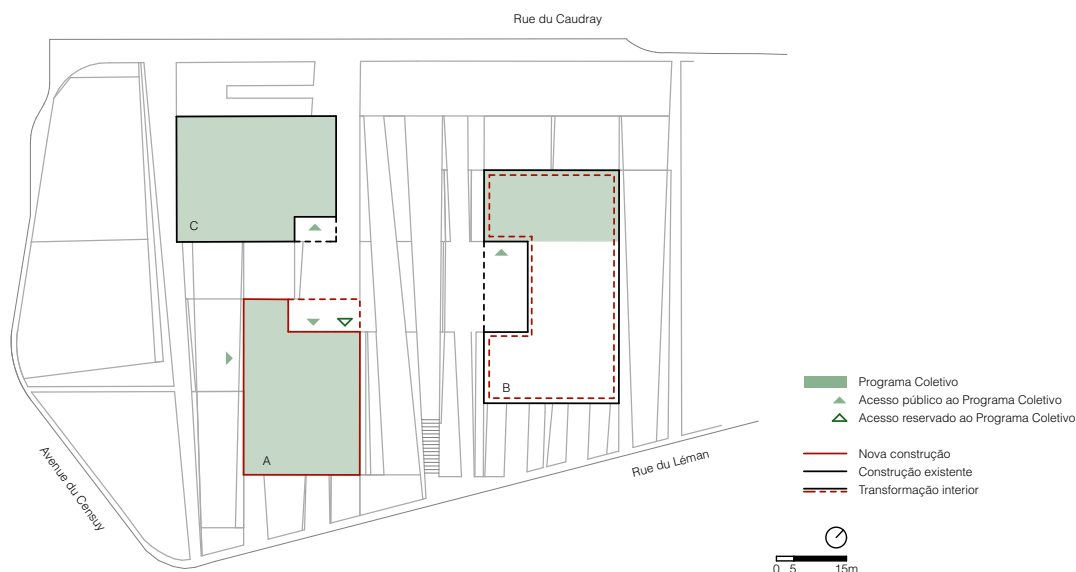 Rue du Caudray
C
B
A
Avenue du Censuy
Rue du Léman
Programa Coletivo
Acesso público ao Programa Coletivo
Acesso reservado ao Programa Coletivo
Nova construção
Construção existente
Transformação interior
0 5 15m